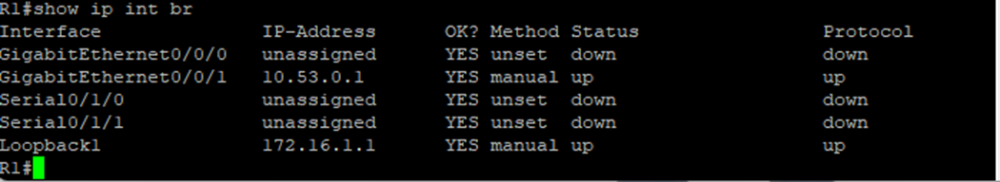 R1#show ip int br
Interface IP-Address OK? Method Status Protocol
GigabitEthernet0/0/0 unassigned YES unset down down
GigabitEthernet0/0/1 10.53.0.1 YES manual up up
Serial0/1/0 unassigned YES unset down down
Serial0/1/1 unassigned YES unset down down
Loopback1 172.16.1.1 YES manual up up
R1#